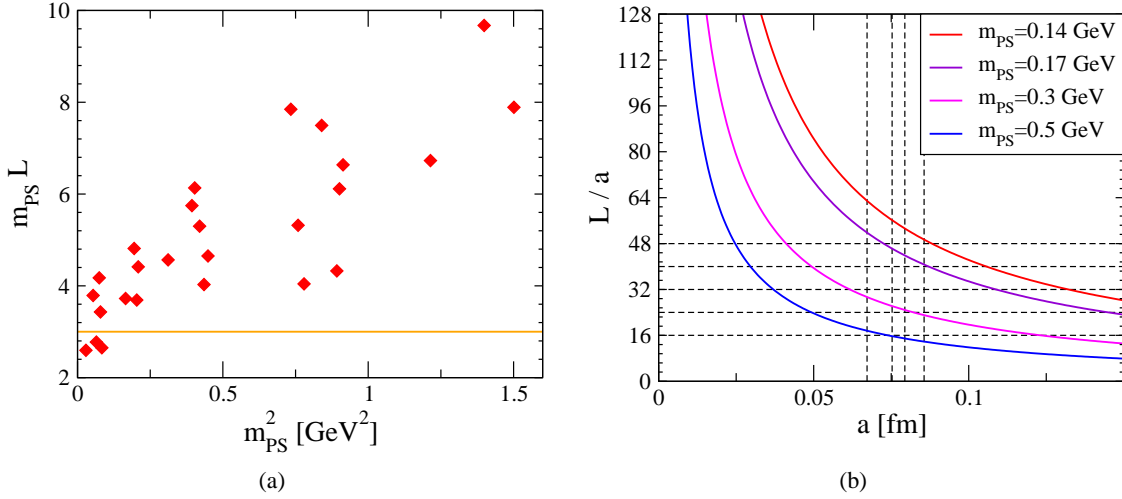 10
8
6
4
2
m_PS L
0
0.5
1
1.5
m_PS^2 [GeV^2]
(a)
128
112
96
80
64
48
32
16
0
L / a
m_PS=0.14 GeV
m_PS=0.17 GeV
m_PS=0.3 GeV
m_PS=0.5 GeV
0
0.05
0.1
a [fm]
(b)